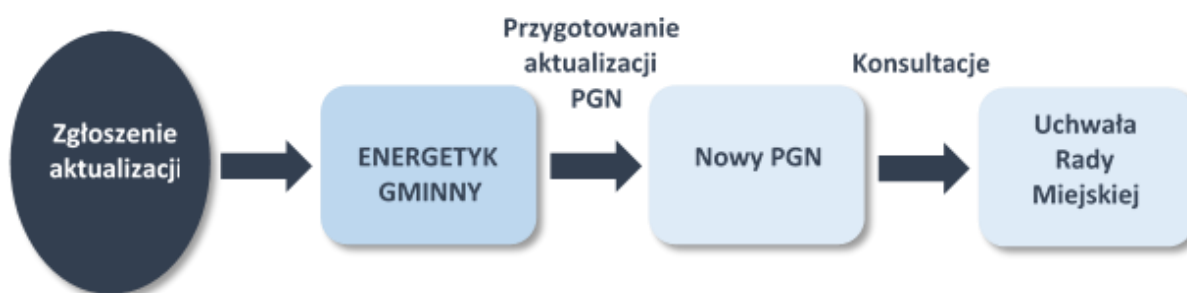 Zgłoszenie
aktualizacji
ENERGETYK
GMINNY
Przygotowanie
aktualizacji
PGN
Nowy PGN
Konsultacje
Uchwała
Rady
Miejskiej